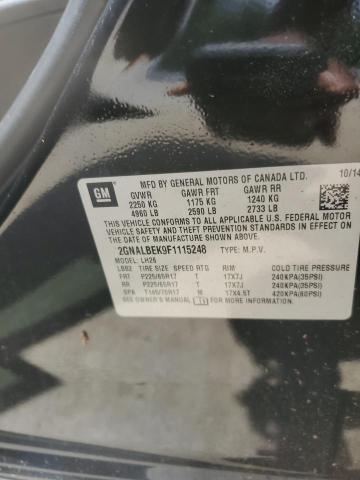 MFD BY GENERAL MOTORS OF CANADA LTD. 10/14
GM GVWR GAWR FRT GAWR RR
2250 KG 1175 KG 1240 KG
4960 LB 2590 LB 2733 LB
THIS VEHICLE CONFORMS TO ALL APPLICABLE U.S. FEDERAL MOTOR
VEHICLE SAFETY AND THEFT PREVENTION STANDARDS IN EFFECT
ON THE DATE OF MANUFACTURE SHOWN ABOVE.
2GNALBEK9F1115248 TYPE: M.P.V.
MODEL: LH26
TIRE SIZE SPEED RTG RIM COLD TIRE PRESSURE
FRT P225/65R17 T 17X7J 240KPA(35PSI)
RR P225/65R17 T 17X7J 240KPA(35PSI)
SPA T145/70R17 M 17X4.5T 420KPA(60PSI)
SEE OWNER'S MANUAL FOR MORE INFORMATION.